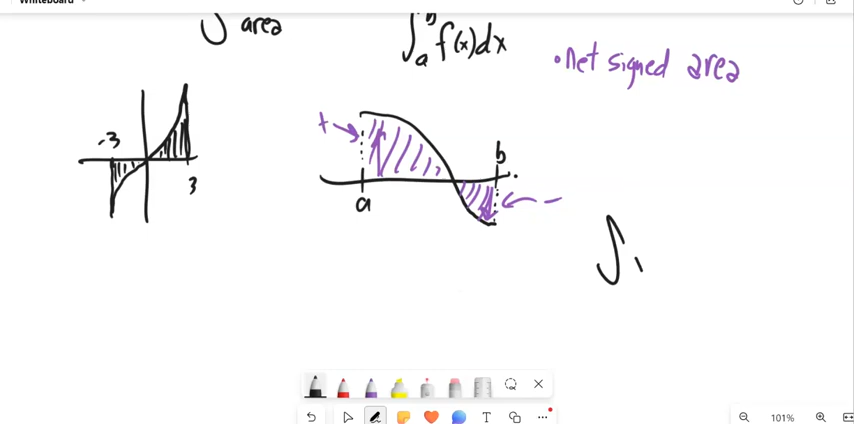 Whiteboard
∫ area
∫ₐᵇ f(x)dx
• net signed area
-3
3
+
a
b
-
∫
101%